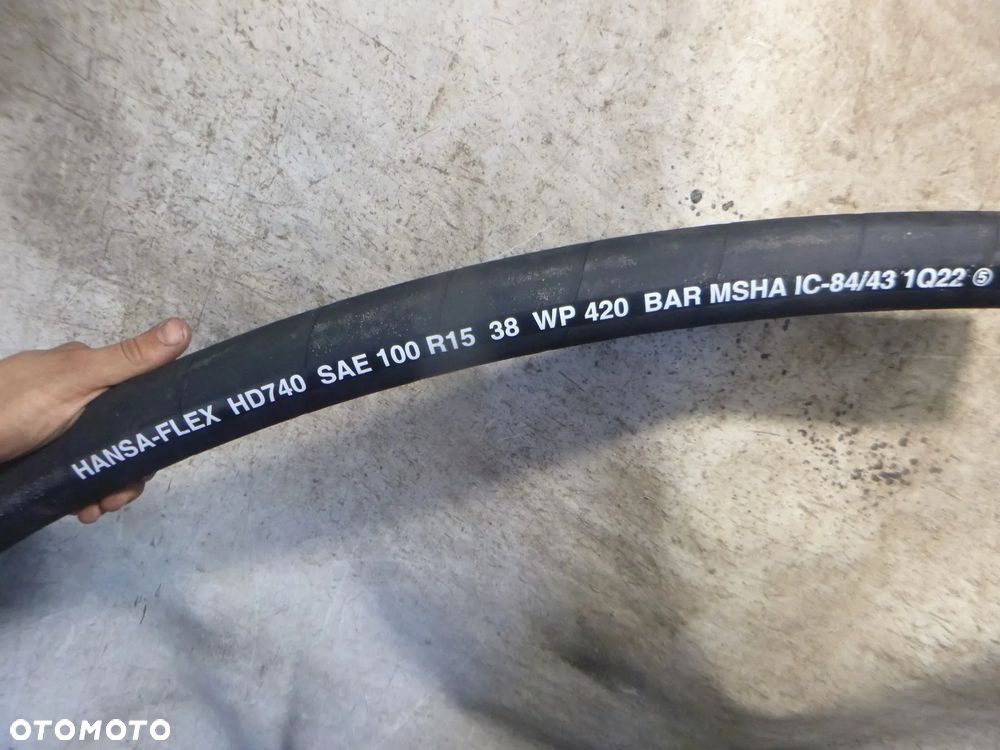 HANSA-FLEX HD740 SAE 100 R15 38 WP 420 BAR MSHA IC-84/43 1Q22 ⑤
OTOMOTO